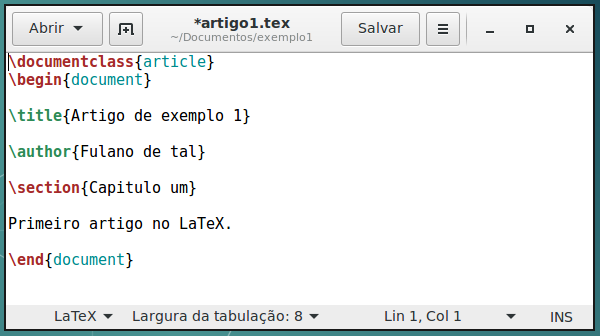 Abrir
*artigo1.tex
~/Documentos/exemplo1
Salvar
\documentclass{article}
\begin{document}
\title{Artigo de exemplo 1}
\author{Fulano de tal}
\section{Capitulo um}
Primeiro artigo no LaTeX.
\end{document}
LaTeX Largura da tabulação: 8 Lin 1, Col 1 INS